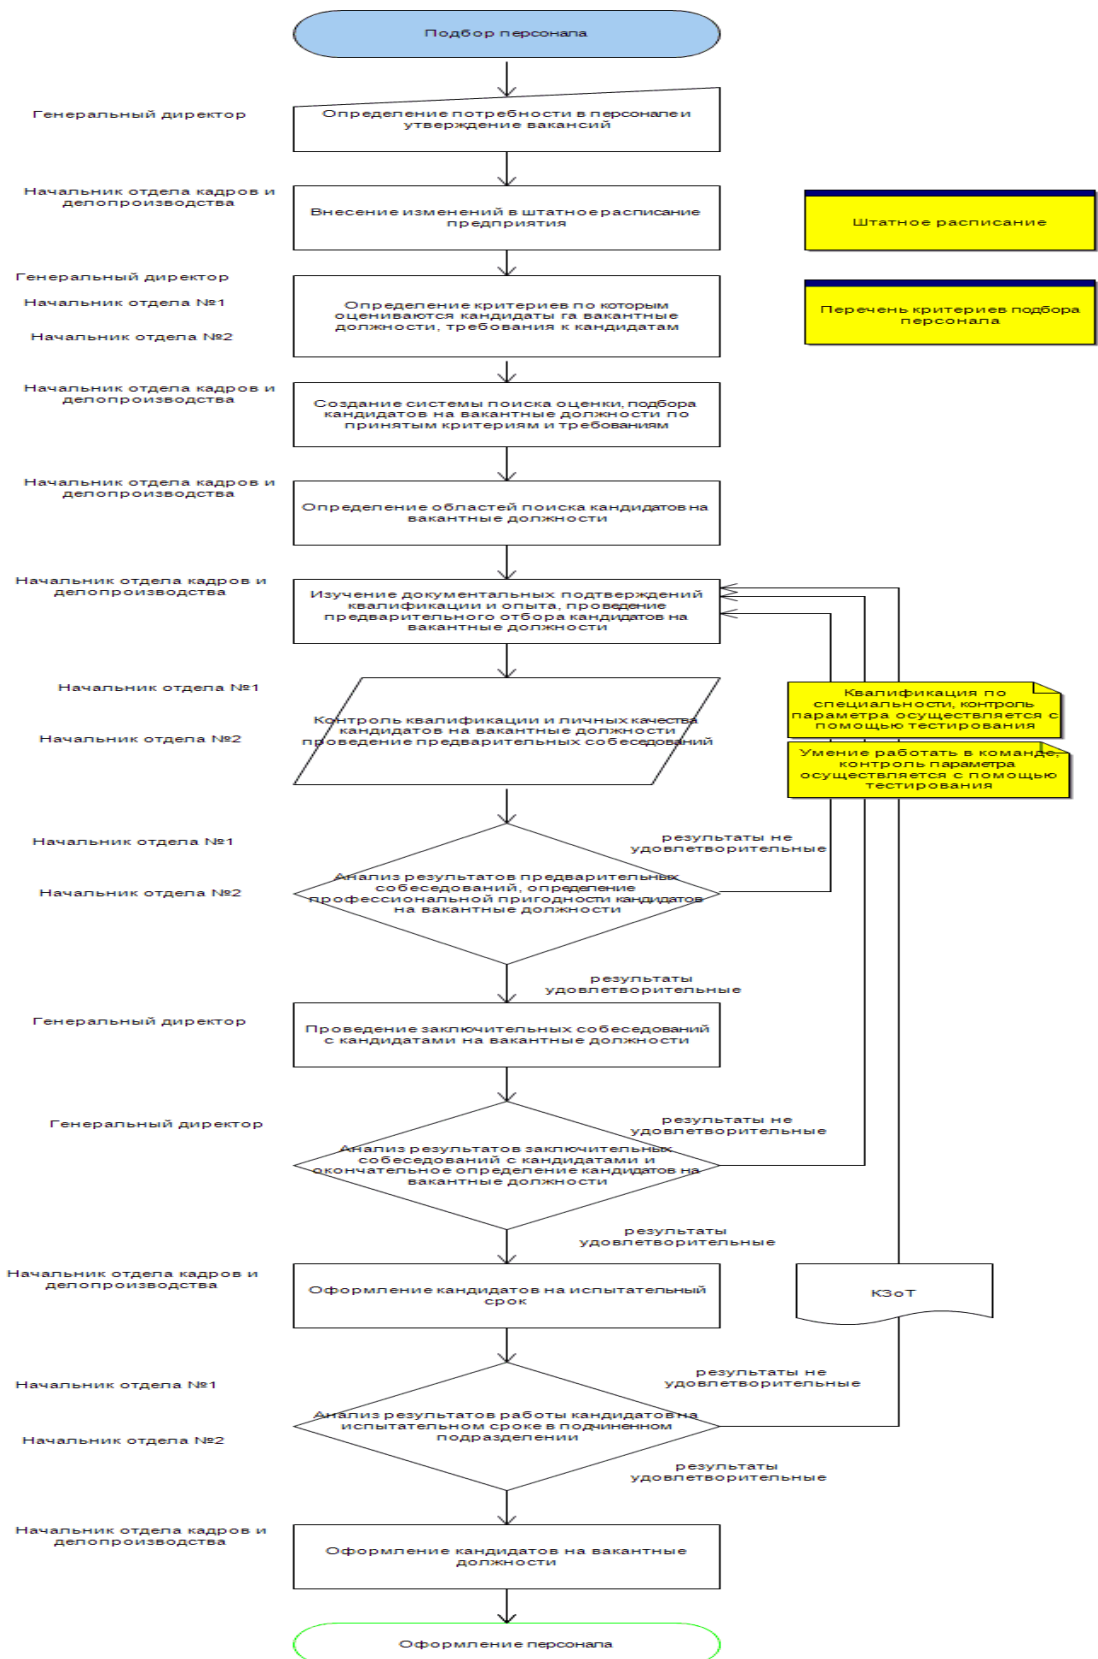 Подбор персонала
Генеральный директор
Определение потребности в персонале и
утверждение вакансий
Начальник отдела кадров и
делопроизводства
Внесение изменений в штатное расписание
предприятия
Штатное расписание
Генеральный директор
Начальник отдела №1
Начальник отдела №2
Определение критериев по которым
оцениваются кандидаты га вакантные
должности, требования к кандидатам
Перечень критериев подбора
персонала
Начальник отдела кадров и
делопроизводства
Создание системы поиска оценки, подбора
кандидатов на вакантные должности по
принятым критериям и требованиям
Начальник отдела кадров и
делопроизводства
Определение областей поиска кандидатов на
вакантные должности
Начальник отдела кадров и
делопроизводства
Изучение документальных подтверждений
квалификации и опыта, проведение
предварительного отбора кандидатов на
вакантные должности
Начальник отдела №1
Начальник отдела №2
Контроль квалификации и личных качества
кандидатов на вакантные должности
проведение предварительных собеседований
Квалификация по
специальности, контроль
параметра осуществляется с
помощью тестирования
Умение работать в команде,
контроль параметра
осуществляется с помощью
тестирования
Начальник отдела №1
Начальник отдела №2
результаты не
удовлетворительные
Анализ результатов предварительных
собеседований, определение
профессиональной пригодности кандидатов
на вакантные должности
результаты
удовлетворительные
Генеральный директор
Проведение заключительных собеседований
с кандидатами на вакантные должности
Генеральный директор
результаты не
удовлетворительные
Анализ результатов заключительных
собеседований с кандидатами и
окончательное определение кандидатов на
вакантные должности
результаты
удовлетворительные
Начальник отдела кадров и
делопроизводства
Оформление кандидатов на испытательный
срок
КЗоТ
Начальник отдела №1
Начальник отдела №2
результаты не
удовлетворительные
Анализ результатов работы кандидатов на
испытательном сроке в подчиненном
подразделении
результаты
удовлетворительные
Начальник отдела кадров и
делопроизводства
Оформление кандидатов на вакантные
должности
Оформление персонала